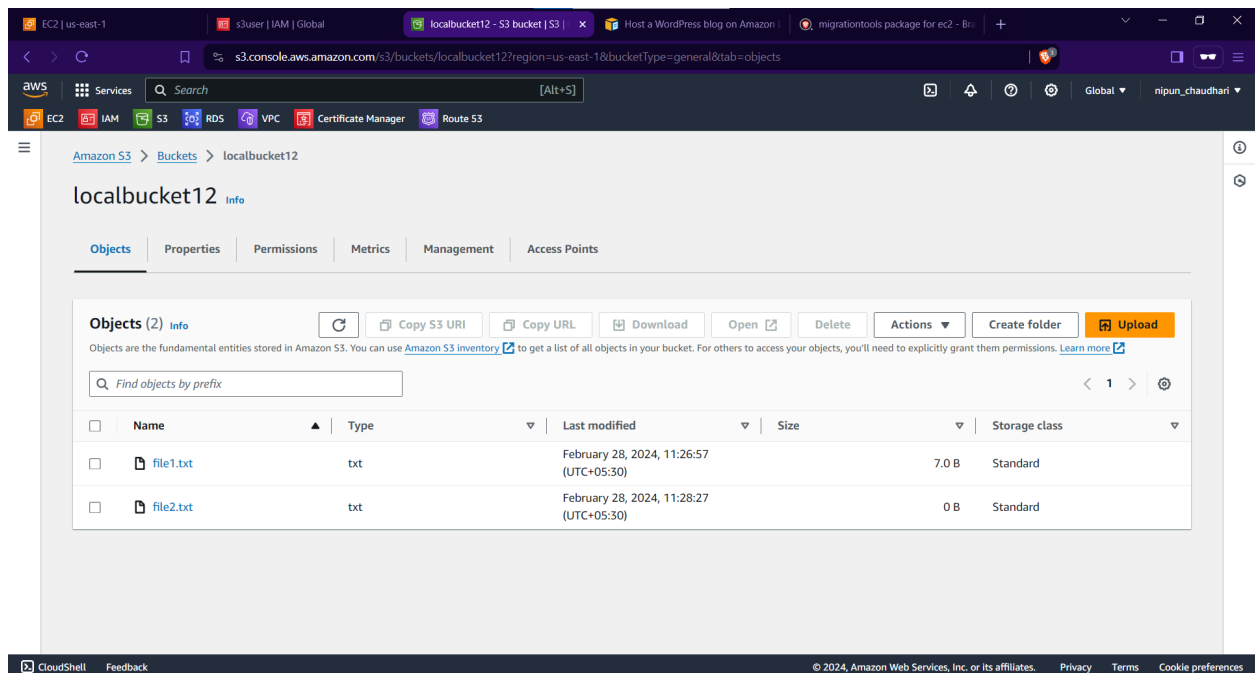 EC2 | us-east-1
s3user | IAM | Global
localbucket12 - S3 bucket | S3 |
Host a WordPress blog on Amazon L
migrationtools package for ec2 - Bra
s3.console.aws.amazon.com/s3/buckets/localbucket12?region=us-east-1&bucketType=general&tab=objects
1
aws Services Search [Alt+S] Global ▼ nipun_chaudhari ▼
EC2 IAM S3 RDS VPC Certificate Manager Route 53
Amazon S3 > Buckets > localbucket12
localbucket12 Info
Objects Properties Permissions Metrics Management Access Points
Objects (2) Info Copy S3 URI Copy URL Download Open Delete Actions ▼ Create folder Upload
Objects are the fundamental entities stored in Amazon S3. You can use Amazon S3 inventory to get a list of all objects in your bucket. For others to access your objects, you'll need to explicitly grant them permissions. Learn more
Find objects by prefix < 1 >
Name Type Last modified Size Storage class
file1.txt txt February 28, 2024, 11:26:57 (UTC+05:30) 7.0 B Standard
file2.txt txt February 28, 2024, 11:28:27 (UTC+05:30) 0 B Standard
CloudShell Feedback © 2024, Amazon Web Services, Inc. or its affiliates. Privacy Terms Cookie preferences